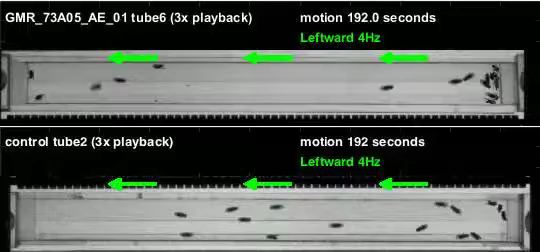 GMR_73A05_AE_01 tube6 (3x playback)
motion 192.0 seconds
Leftward 4Hz
control tube2 (3x playback)
motion 192 seconds
Leftward 4Hz